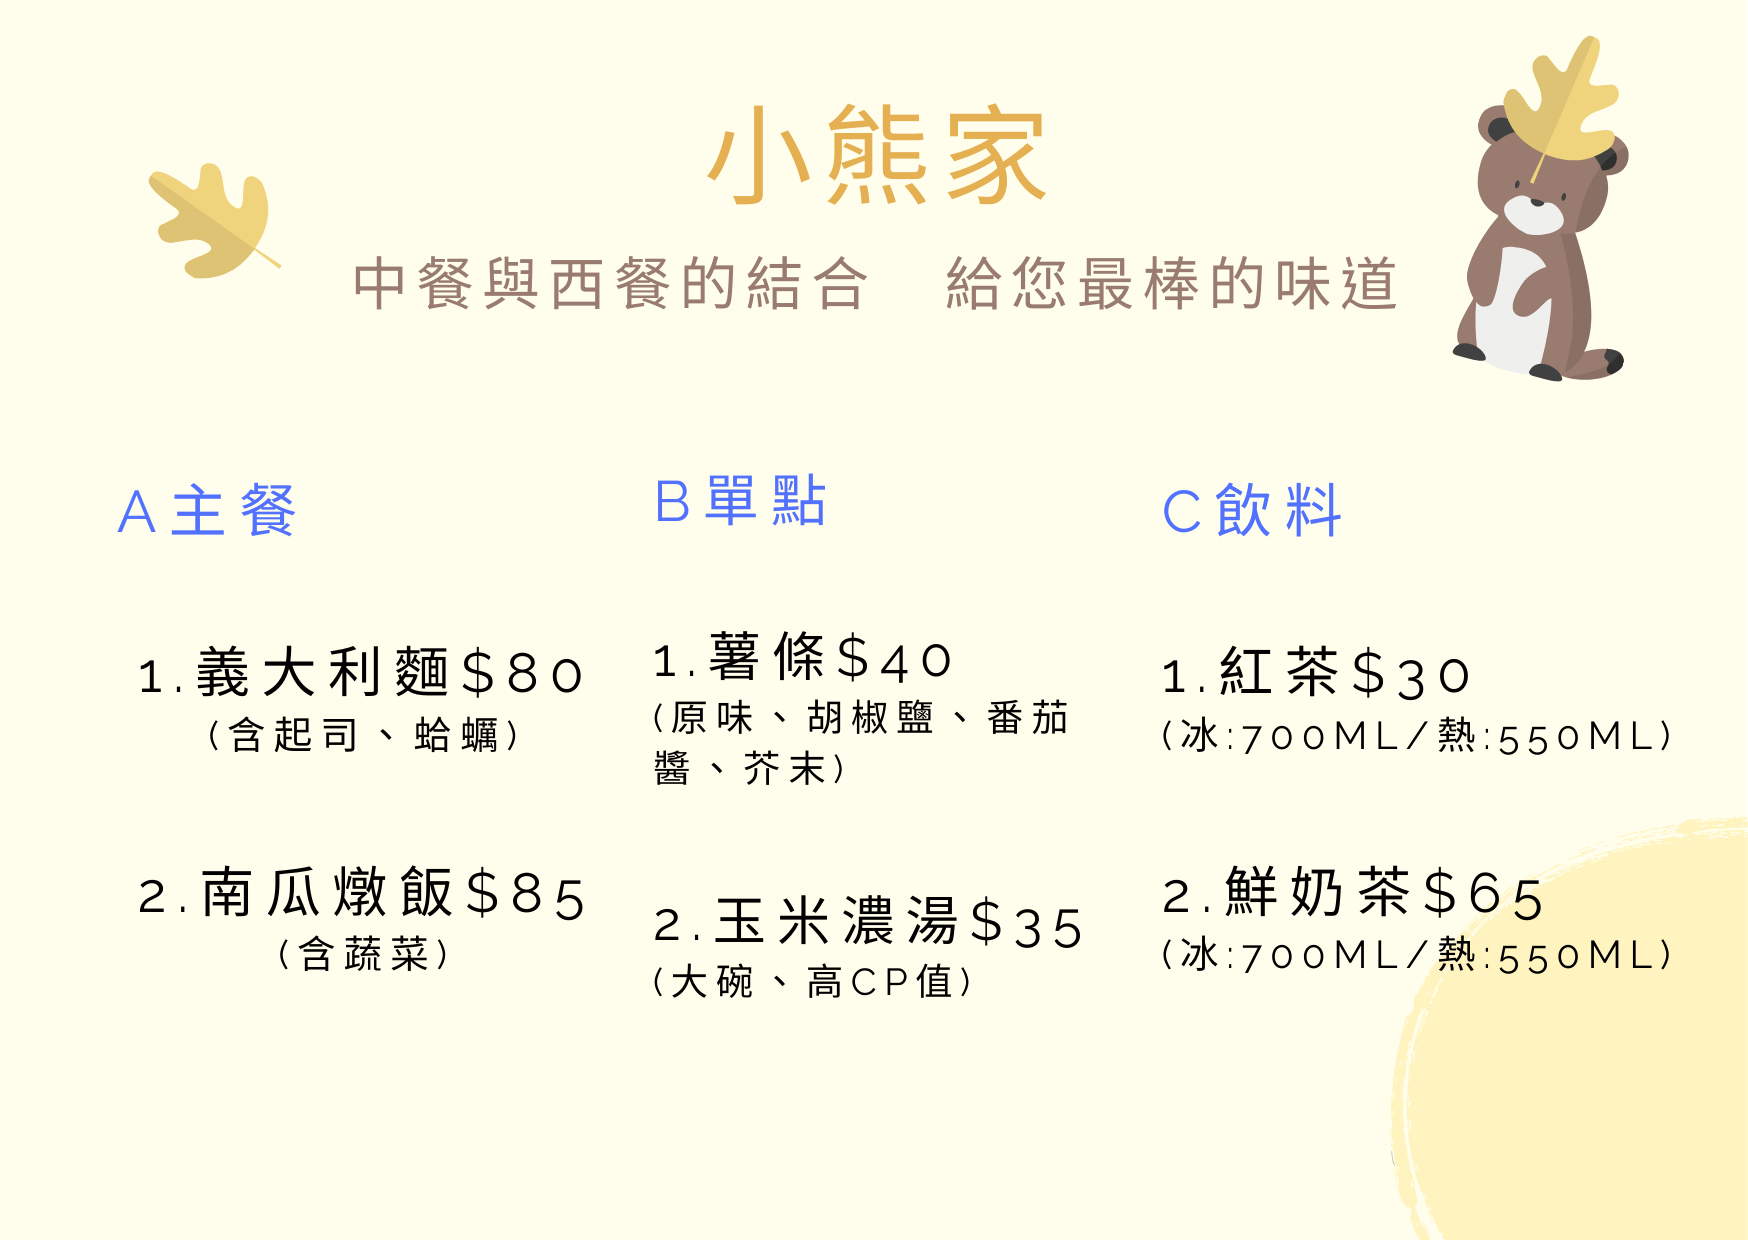 小熊家
中餐與西餐的結合　給您最棒的味道
A主餐
1.義大利麵$80
(含起司、蛤蠣)
2.南瓜燉飯$85
(含蔬菜)
B單點
1.薯條$40
(原味、胡椒鹽、番茄
醬、芥末)
2.玉米濃湯$35
(大碗、高CP值)
C飲料
1.紅茶$30
(冰:700ML/熱:550ML)
2.鮮奶茶$65
(冰:700ML/熱:550ML)